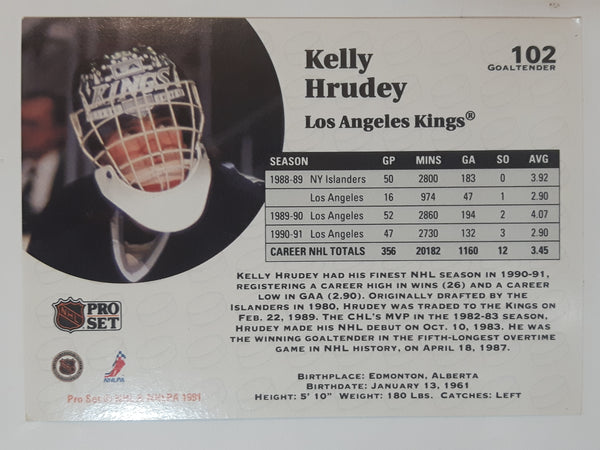 KINGS
Kelly
Hrudey
Los Angeles Kings®
102
GOALTENDER
SEASON GP MINS GA SO AVG
1988-89 NY Islanders 50 2800 183 0 3.92
Los Angeles 16 974 47 1 2.90
1989-90 Los Angeles 52 2860 194 2 4.07
1990-91 Los Angeles 47 2730 132 3 2.90
CAREER NHL TOTALS 356 20182 1160 12 3.45
KELLY HRUDEY HAD HIS FINEST NHL SEASON IN 1990-91,
REGISTERING A CAREER HIGH IN WINS (26) AND A CAREER
LOW IN GAA (2.90). ORIGINALLY DRAFTED BY THE
ISLANDERS IN 1980, HRUDEY WAS TRADED TO THE KINGS ON
FEB. 22, 1989. THE CHL'S MVP IN THE 1982-83 SEASON,
HRUDEY MADE HIS NHL DEBUT ON OCT. 10, 1983. HE WAS
THE WINNING GOALTENDER IN THE FIFTH-LONGEST OVERTIME
GAME IN NHL HISTORY, ON APRIL 18, 1987.
BIRTHPLACE: EDMONTON, ALBERTA
BIRTHDATE: JANUARY 13, 1961
HEIGHT: 5' 10" WEIGHT: 180 LBS. CATCHES: LEFT
NHL PRO
SET
NHLPA
Pro Set © NHL & NHLPA 1991